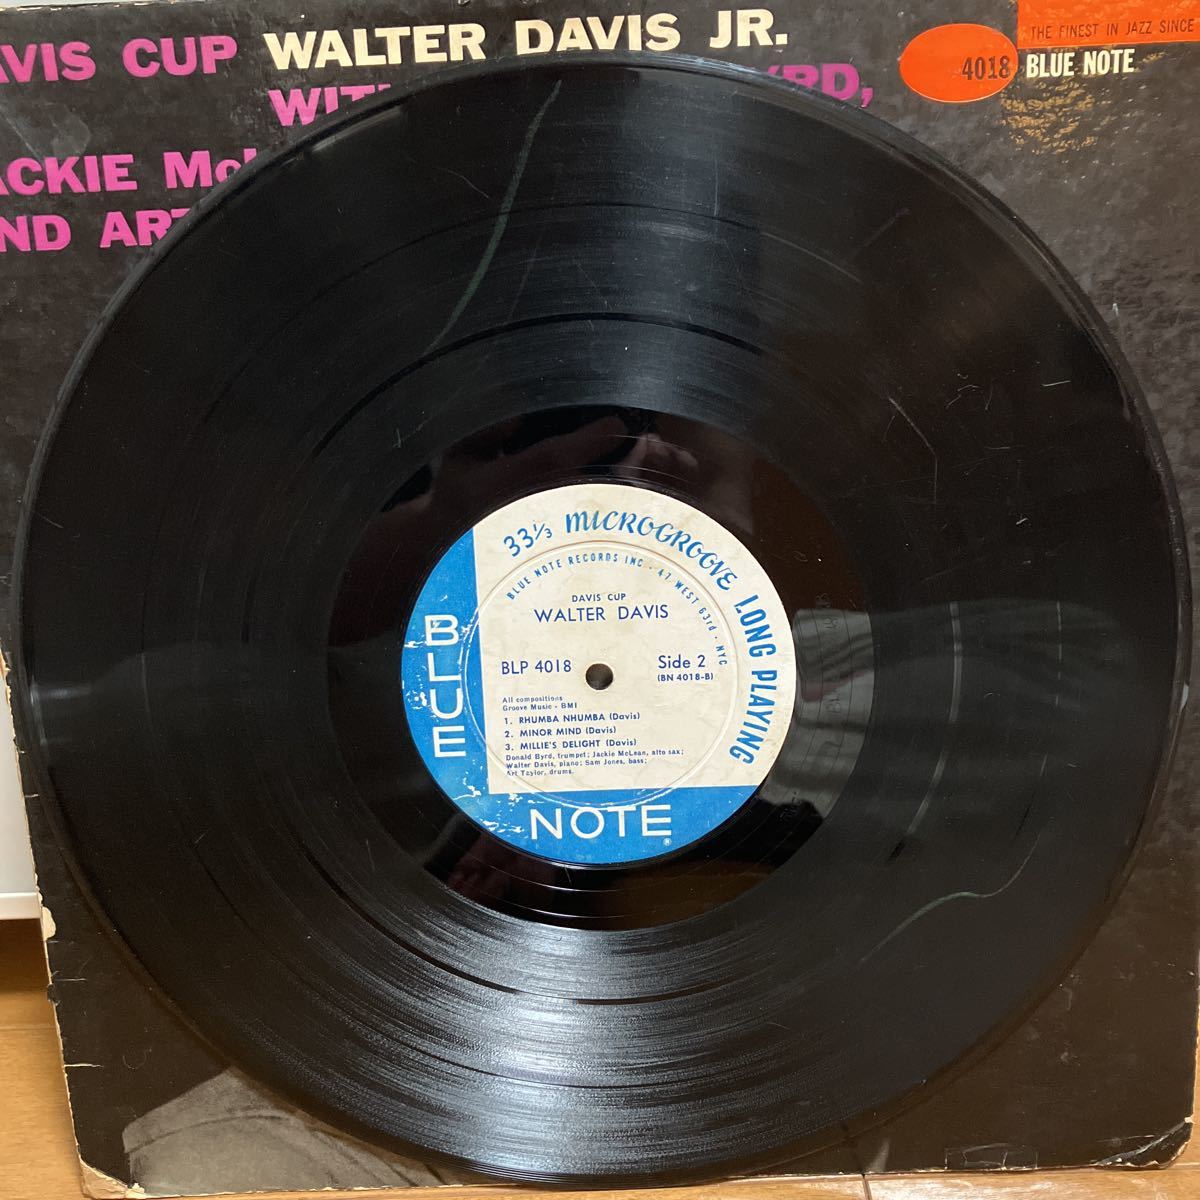 AVIS CUP WALTER DAVIS JR.
WITH YRD,
ACKIE Mc
ND ART
THE FINEST IN JAZZ SINCE
4018 BLUE NOTE
33⅓ MICROGROOVE LONG PLAYING
BLUE NOTE RECORDS INC · 47 WEST 63rd · NYC
DAVIS CUP
WALTER DAVIS
BLP 4018
Side 2
(BN 4018-B)
All compositions
Groove Music - BMI
1. RHUMBA NHUMBA (Davis)
2. MINOR MIND (Davis)
3. MILLIE'S DELIGHT (Davis)
Donald Byrd, trumpet; Jackie McLean, alto sax;
Walter Davis, piano; Sam Jones, bass;
Art Taylor, drums.
BLUE
NOTE®